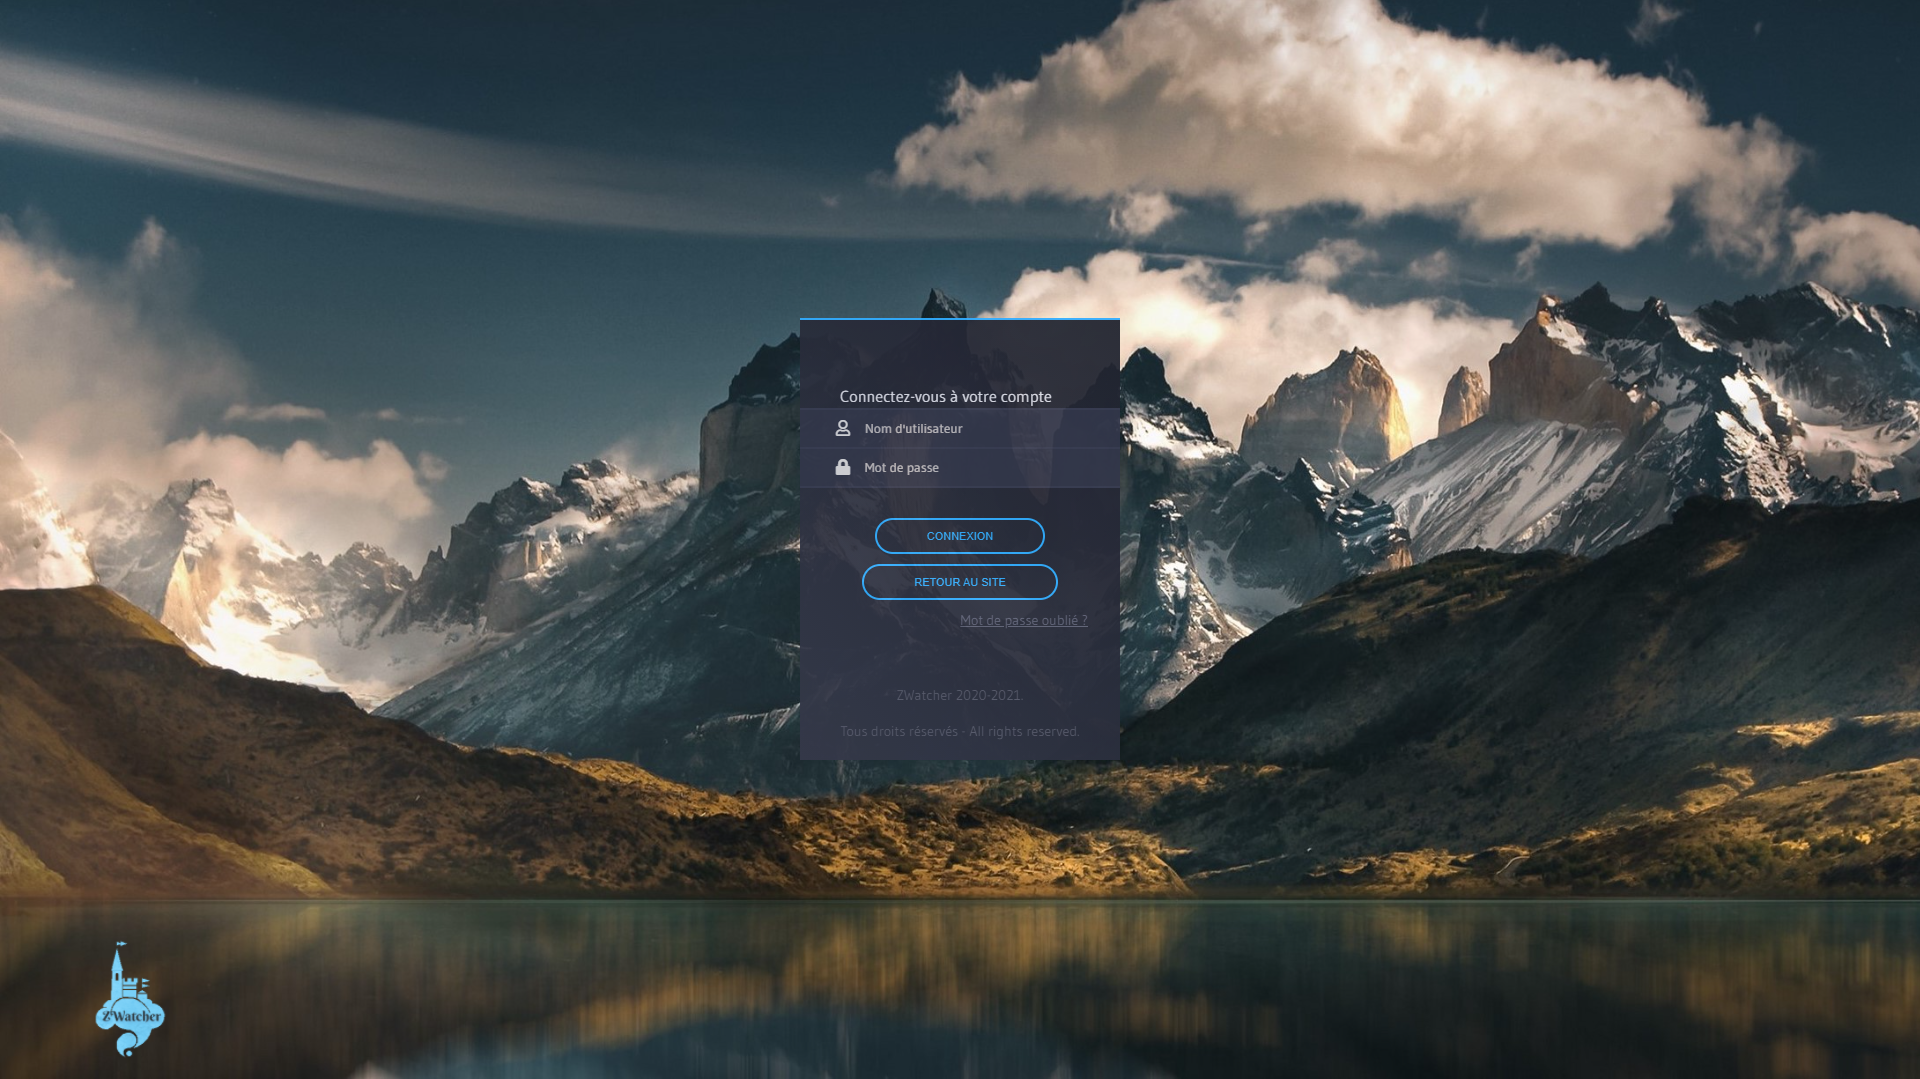 Connectez-vous à votre compte
Nom d'utilisateur
Mot de passe
CONNEXION
RETOUR AU SITE
Mot de passe oublié ?
ZWatcher 2020-2021.
Tous droits réservés - All rights reserved.
Z'Watcher